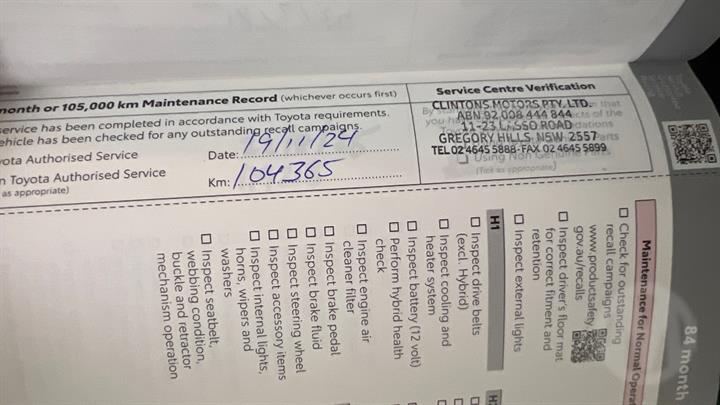 month or 105,000 km Maintenance Record (whichever occurs first)
service has been completed in accordance with Toyota requirements.
vehicle has been checked for any outstanding recall campaigns.
yota Authorised Service
Date: 19/11/24
n Toyota Authorised Service
as appropriate)
Km: 104365
Service Centre Verification
CLINTONS MOTORS PTY. LTD.
ABN 92 008 444 844
11-23 LASSO ROAD
GREGORY HILLS, NSW 2557
TEL 02 4645 5888 FAX 02 4645 5899
Using Non Genuine Parts
(Tick as appropriate)
84 month
Maintenance for Normal Opera
☐ Check for outstanding
recall campaigns
www.productsafety.
gov.au/recalls
☐ Inspect driver's floor mat
for correct fitment and
retention
☐ Inspect external lights
H1
☐ Inspect drive belts
(excl. Hybrid)
☐ Inspect cooling and
heater system
☐ Inspect battery (12 volt)
☐ Perform hybrid health
check
☐ Inspect engine air
cleaner filter
☐ Inspect brake pedal
☐ Inspect brake fluid
☐ Inspect steering wheel
☐ Inspect accessory items
☐ Inspect internal lights,
horns, wipers and
washers
☐ Inspect seatbelt,
webbing condition,
buckle and retractor
mechanism operation